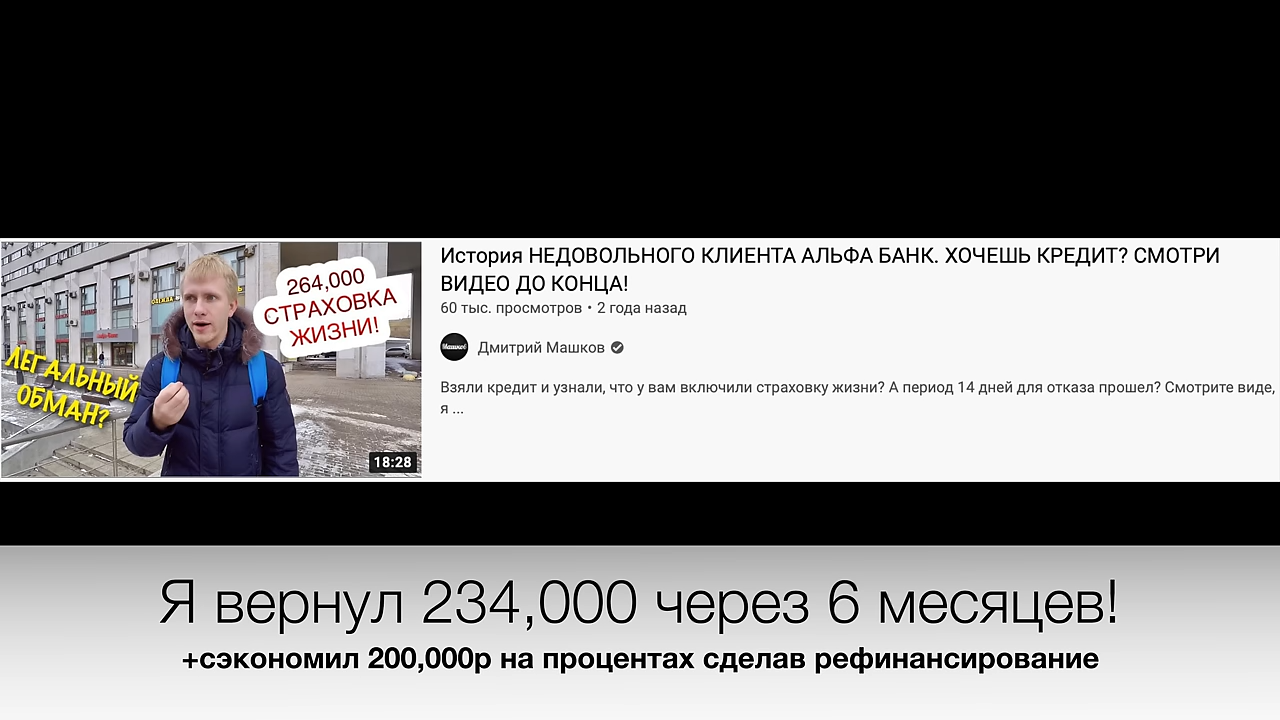 264,000
СТРАХОВКА
ЖИЗНИ!
ЛЕГАЛЬНЫЙ
ОБМАН?
18:28
История НЕДОВОЛЬНОГО КЛИЕНТА АЛЬФА БАНК. ХОЧЕШЬ КРЕДИТ? СМОТРИ
ВИДЕО ДО КОНЦА!
60 тыс. просмотров • 2 года назад
Машков
Дмитрий Машков
Взяли кредит и узнали, что у вас включили страховку жизни? А период 14 дней для отказа прошел? Смотрите виде,
я ...
Я вернул 234,000 через 6 месяцев!
+сэкономил 200,000р на процентах сделав рефинансирование